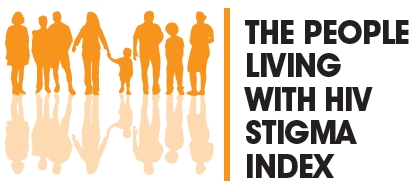 THE PEOPLE
LIVING
WITH HIV
STIGMA
INDEX